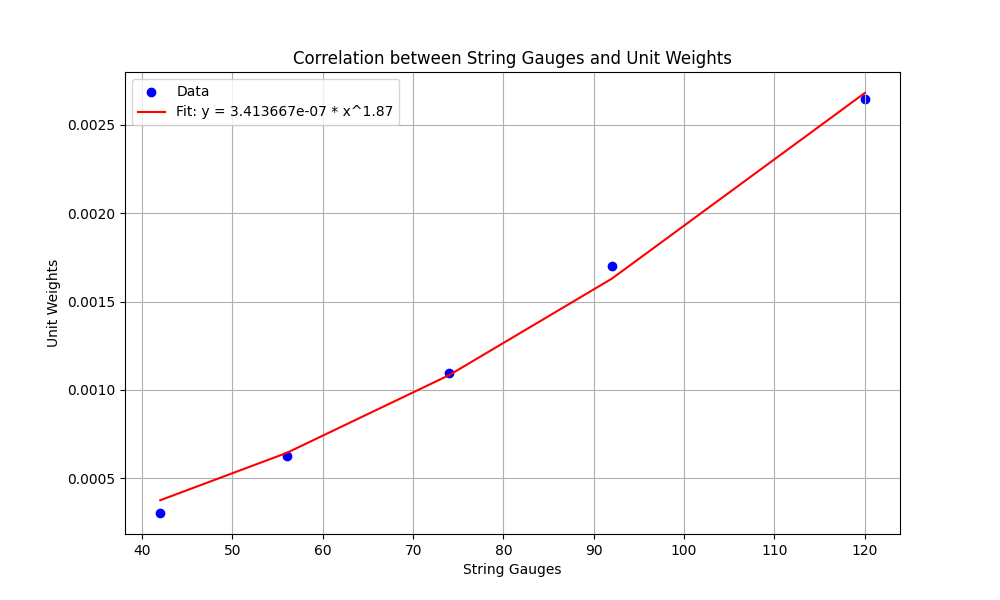 Correlation between String Gauges and Unit Weights
Data
Fit: y = 3.413667e-07 * x^1.87
0.0025
0.0020
0.0015
0.0010
0.0005
Unit Weights
40 50 60 70 80 90 100 110 120
String Gauges